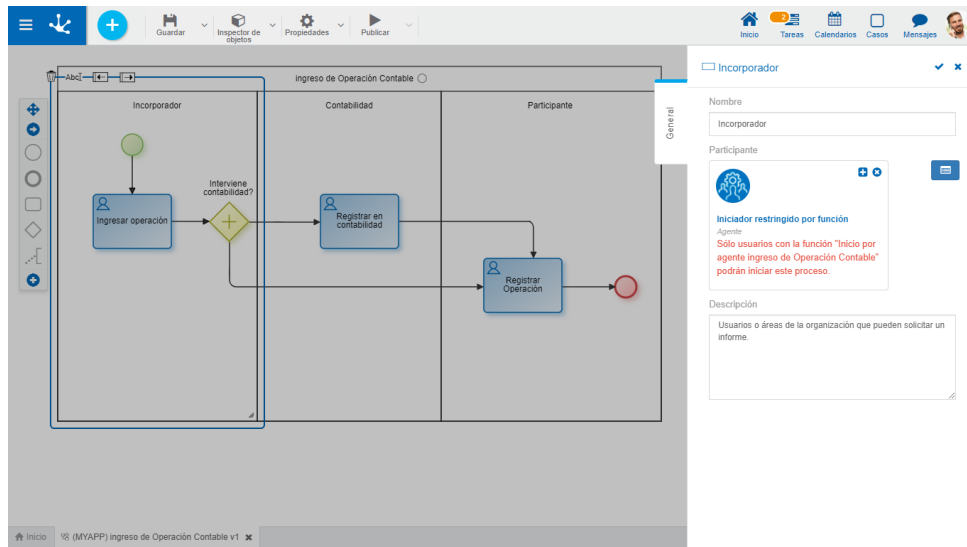 Guardar
Inspector de
objetos
Propiedades
Publicar
Inicio
2
Tareas
Calendarios
Casos
Mensajes
Abc
ingreso de Operación Contable
Incorporador
Contabilidad
Participante
Interviene
contabilidad?
Ingresar operación
Registrar en
contabilidad
Registrar
Operación
General
Incorporador
Nombre
Incorporador
Participante
Iniciador restringido por función
Agente
Sólo usuarios con la función "Inicio por
agente ingreso de Operación Contable"
podrán iniciar este proceso.
Descripción
Usuarios o áreas de la organización que pueden solicitar un
informe.
Inicio
(MYAPP) ingreso de Operación Contable v1